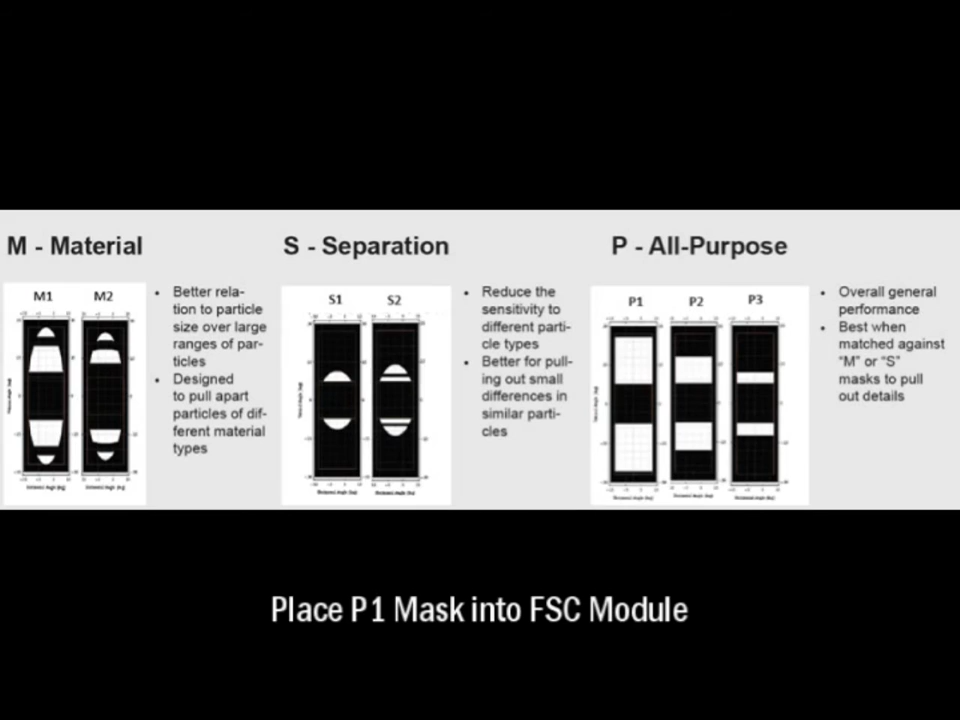 M - Material
M1 M2
Better rela-
tion to particle
size over large
ranges of par-
ticles
Designed
to pull apart
particles of dif-
ferent material
types
S - Separation
S1 S2
Reduce the
sensitivity to
different parti-
cle types
Better for pull-
ing out small
differences in
similar parti-
cles
P - All-Purpose
P1 P2 P3
Overall general
performance
Best when
matched against
“M” or “S”
masks to pull
out details
Place P1 Mask into FSC Module